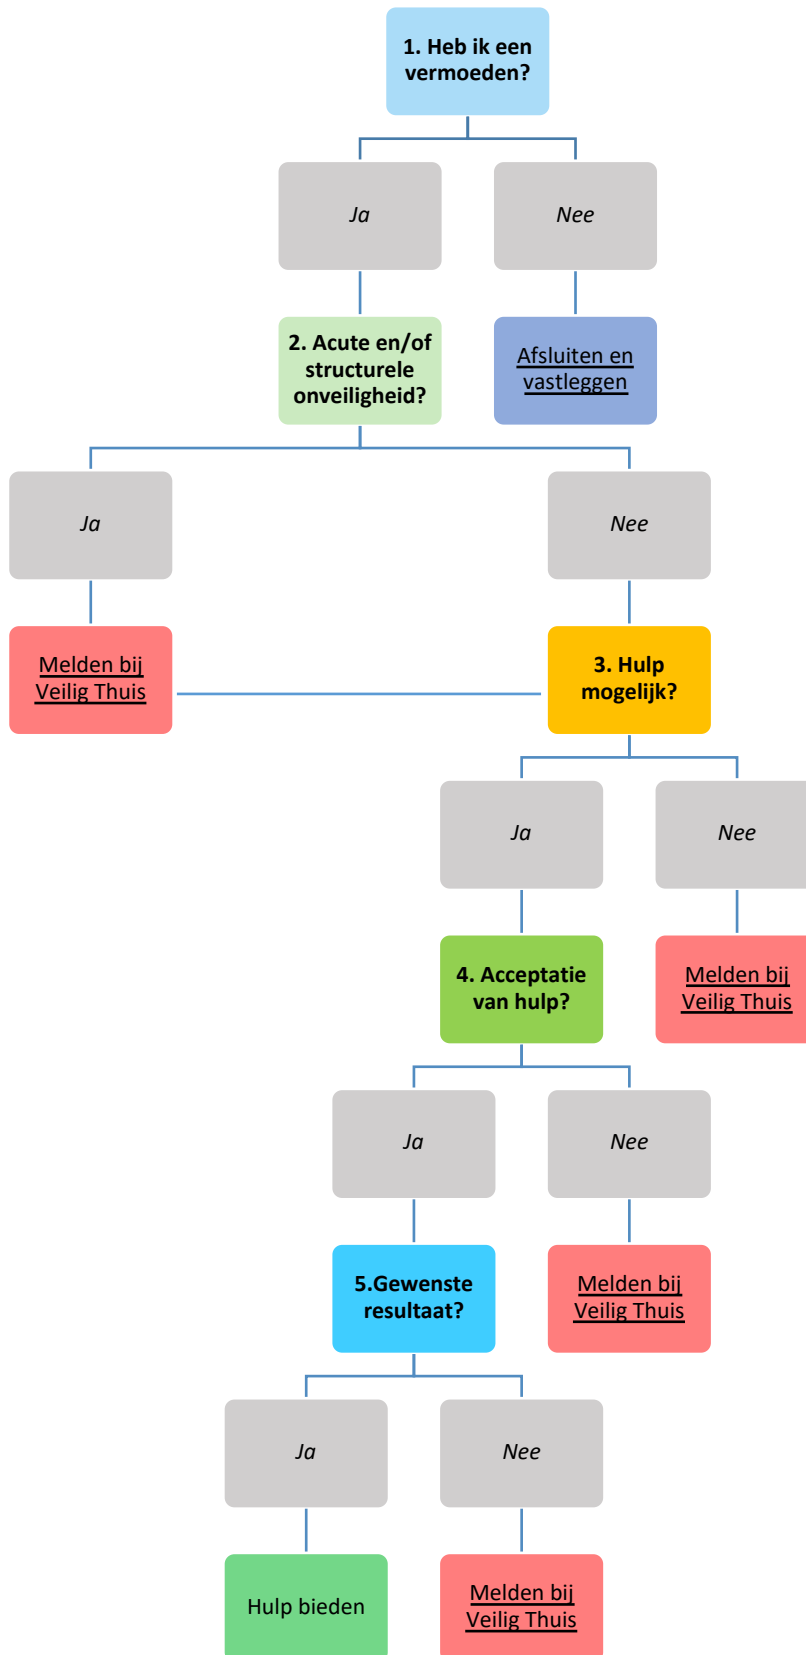 1. Heb ik een
vermoeden?
Ja
Nee
2. Acute en/of
structurele
onveiligheid?
Afsluiten en
vastleggen
Ja
Nee
Melden bij
Veilig Thuis
3. Hulp
mogelijk?
Ja
Nee
4. Acceptatie
van hulp?
Melden bij
Veilig Thuis
Ja
Nee
5.Gewenste
resultaat?
Melden bij
Veilig Thuis
Ja
Nee
Hulp bieden
Melden bij
Veilig Thuis